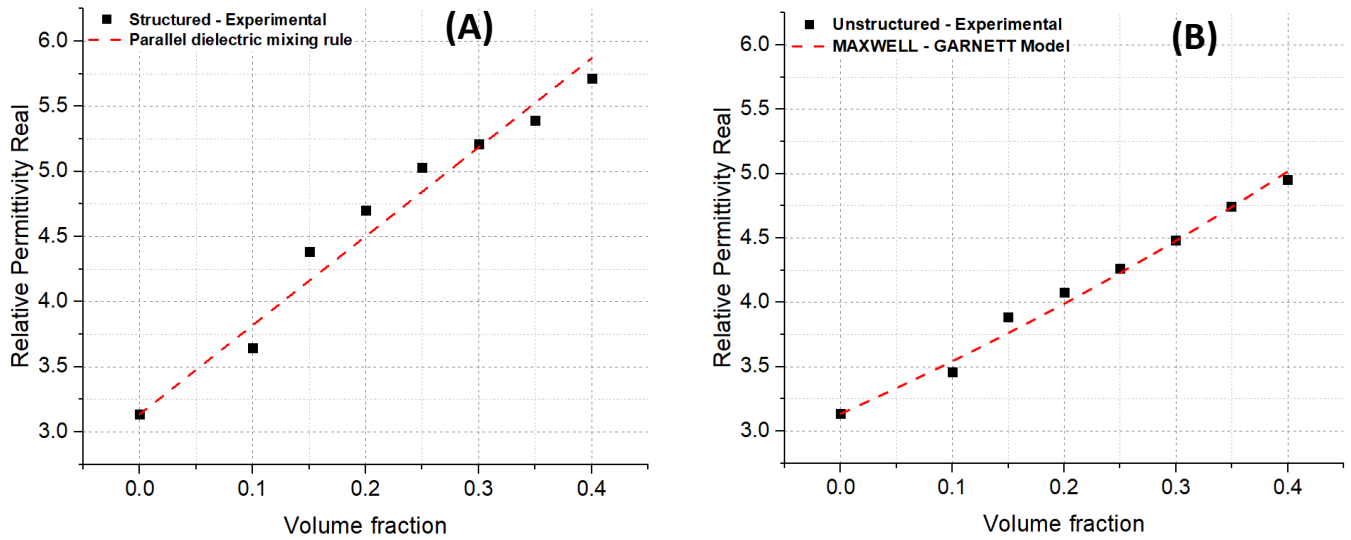 Structured - Experimental
Parallel dielectric mixing rule
(A)
Relative Permittivity Real
6.0
5.5
5.0
4.5
4.0
3.5
3.0
0.0 0.1 0.2 0.3 0.4
Volume fraction
Unstructured - Experimental
MAXWELL - GARNETT Model
(B)
Relative Permittivity Real
6.0
5.5
5.0
4.5
4.0
3.5
3.0
0.0 0.1 0.2 0.3 0.4
Volume fraction